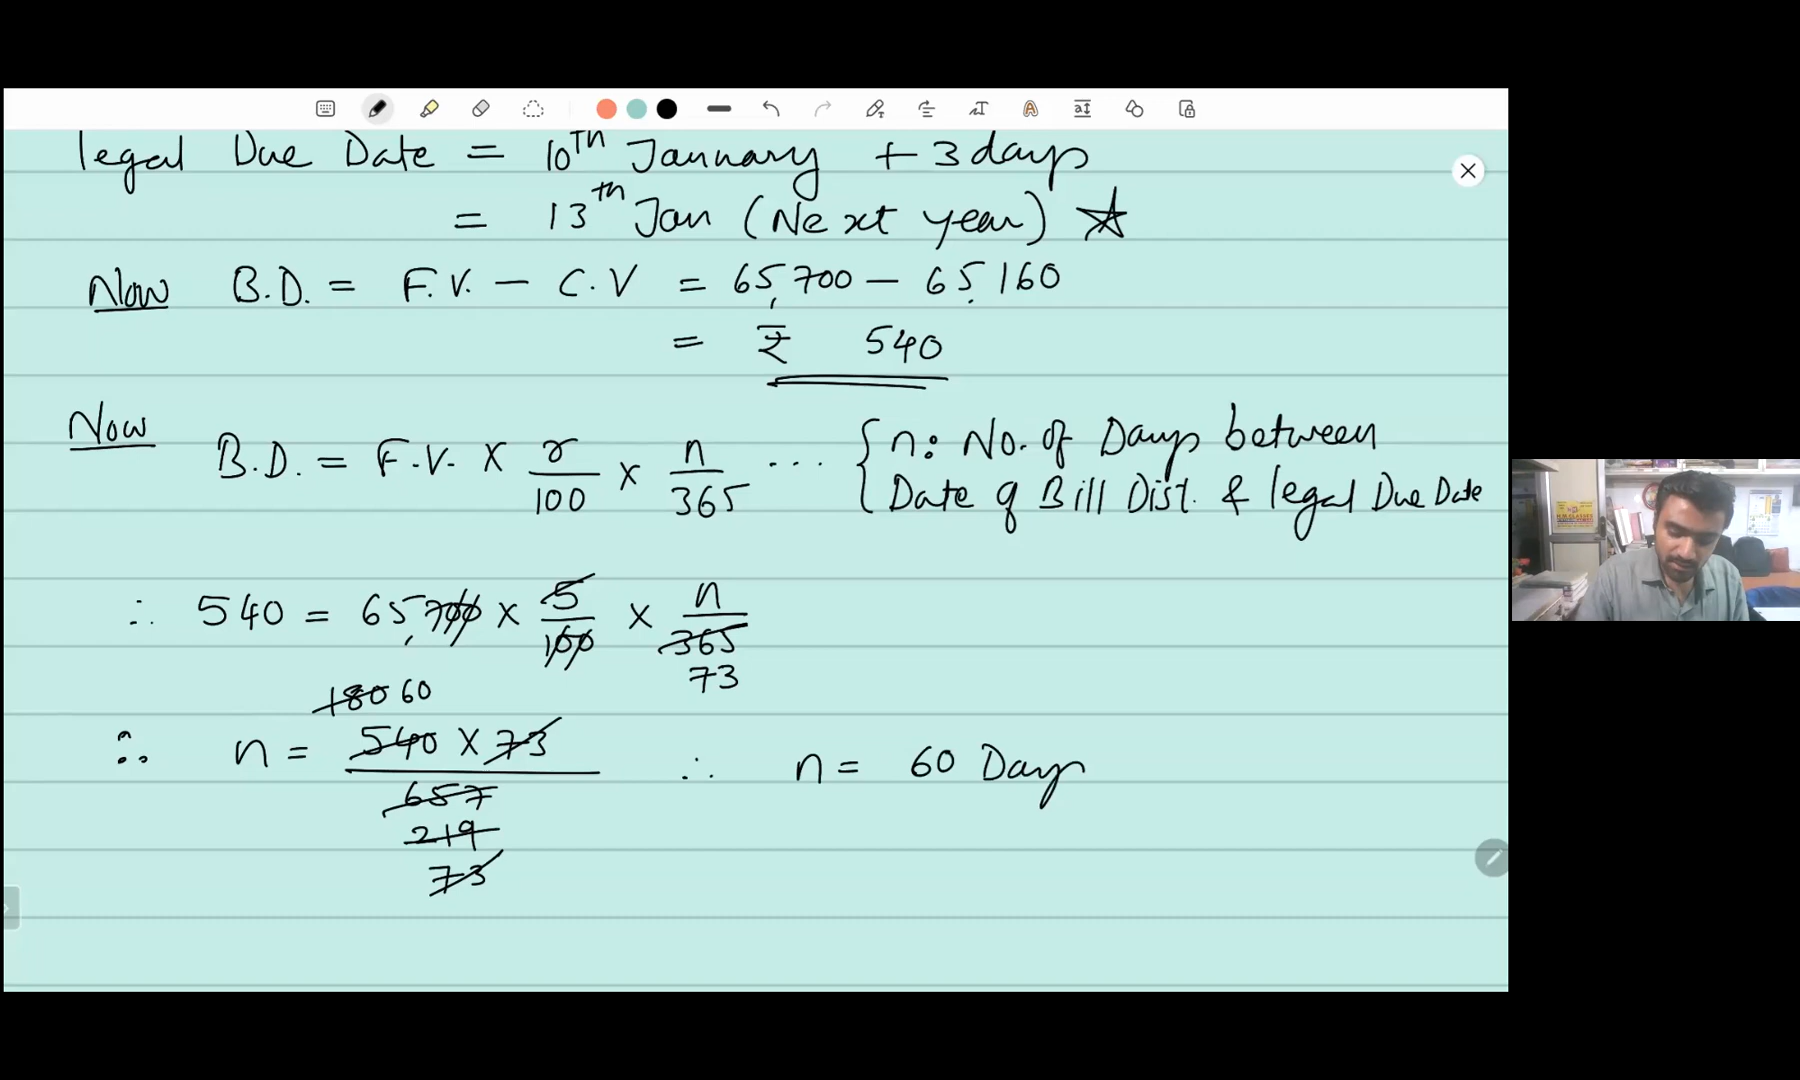 legal Due Date = 10TH Jannary + 3 days
= 13th Jan (Next year) ☆
Now B.D. = F.V. - C.V = 65,700 - 65,160
= ₹ 540
Now B.D. = F.V. X r/100 x n/365 ... {n: No. of Days between
Date of Bill Dist. & legal Due Date
∴ 540 = 65,700 x 5/100 x n/365
73
180 60
∴ n = 540 X 73 / 657 ∴ n = 60 Days
219
73